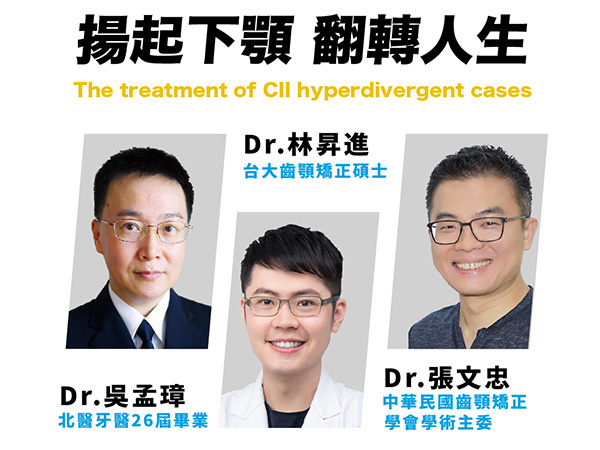 揚起下顎 翻轉人生
The treatment of CII hyperdivergent cases
Dr.林昇進
台大齒顎矯正碩士
Dr.吳孟璋
北醫牙醫26屆畢業
Dr.張文忠
中華民國齒顎矯正
學會學術主委